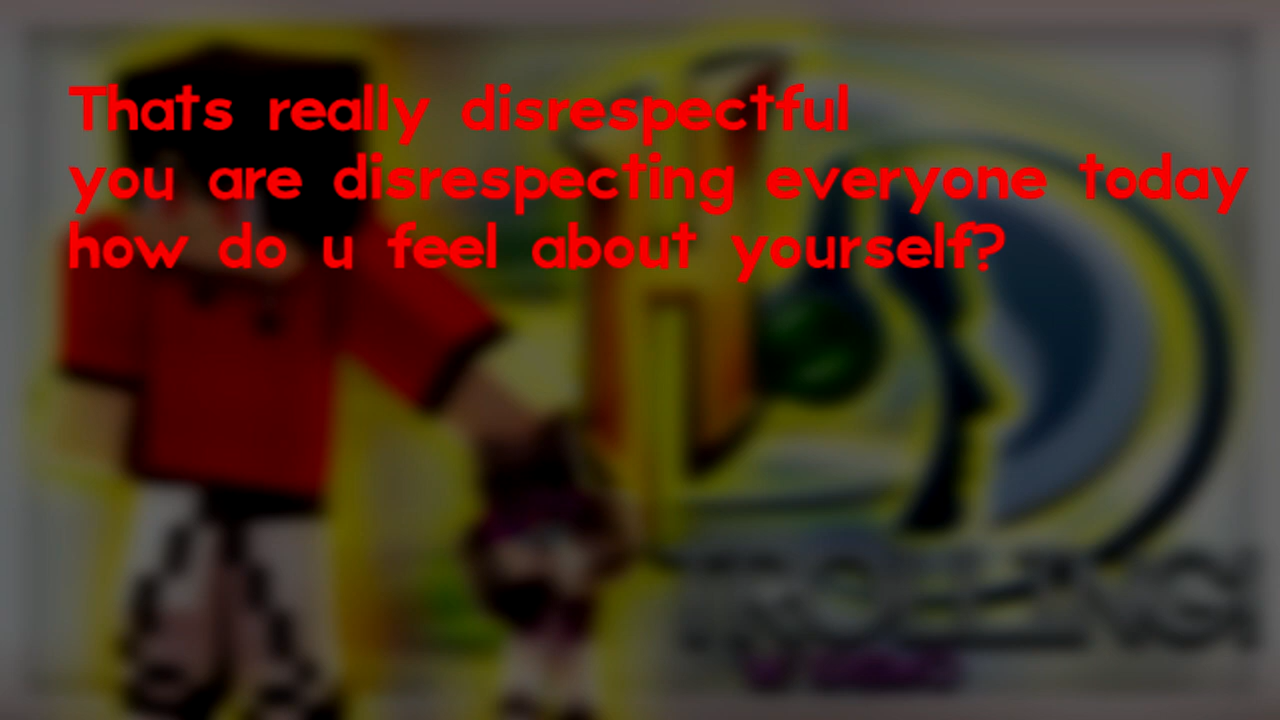 Thats really disrespectful
you are disrespecting everyone today
how do u feel about yourself?